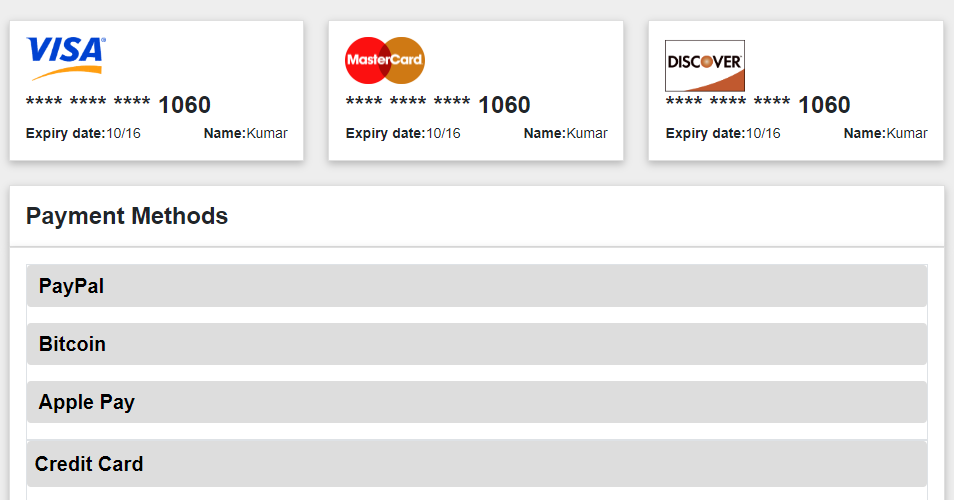 VISA®
**** **** **** 1060
Expiry date:10/16 Name:Kumar
MasterCard
**** **** **** 1060
Expiry date:10/16 Name:Kumar
DISCOVER®
**** **** **** 1060
Expiry date:10/16 Name:Kumar
Payment Methods
PayPal
Bitcoin
Apple Pay
Credit Card